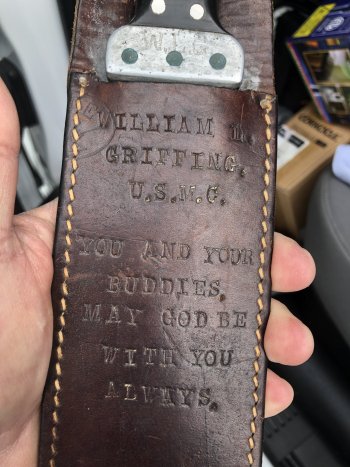 W.L.G.
WILLIAM L.
GRIFFING.
U.S.M.C.
YOU AND YOUR
BUDDIES,
MAY GOD BE
WITH YOU
ALWAYS.